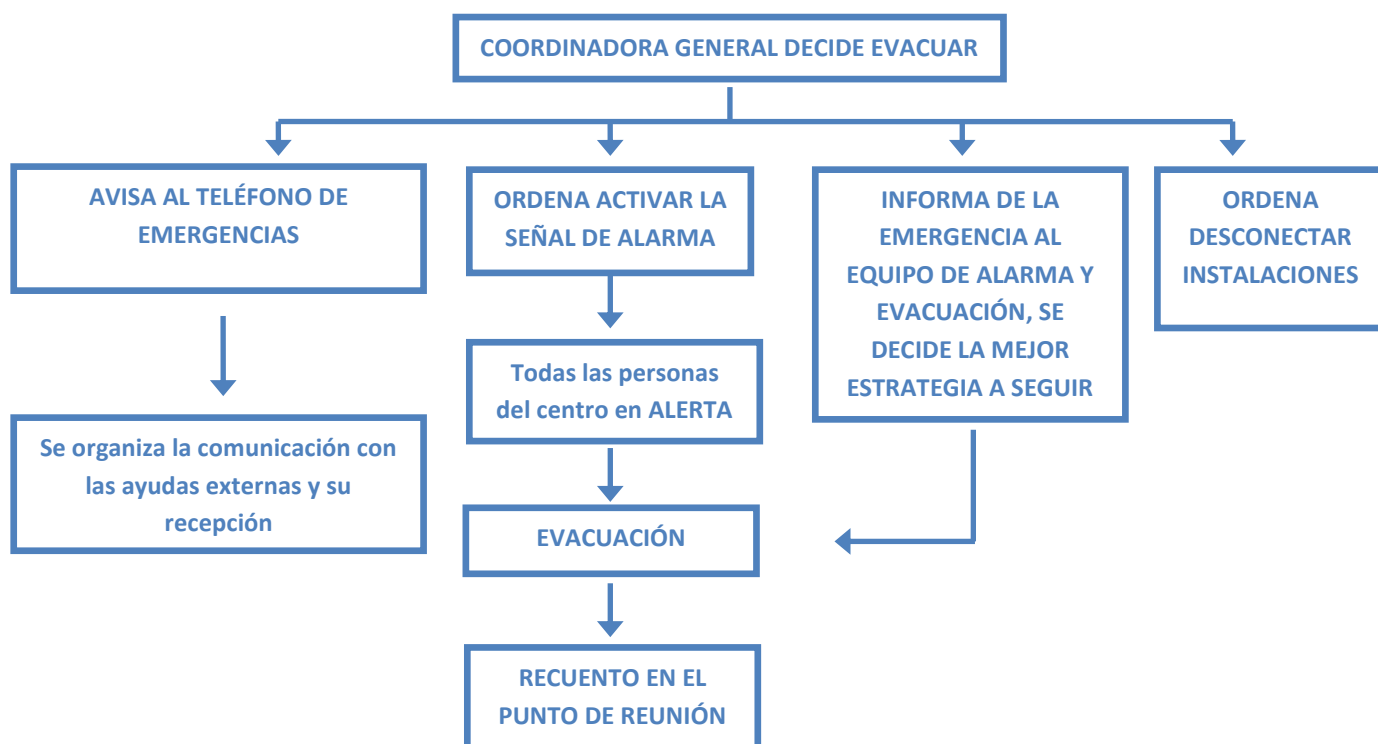 COORDINADORA GENERAL DECIDE EVACUAR
AVISA AL TELÉFONO DE
EMERGENCIAS
ORDENA ACTIVAR LA
SEÑAL DE ALARMA
INFORMA DE LA
EMERGENCIA AL
EQUIPO DE ALARMA Y
EVACUACIÓN, SE
DECIDE LA MEJOR
ESTRATEGIA A SEGUIR
ORDENA
DESCONECTAR
INSTALACIONES
Todas las personas
del centro en ALERTA
Se organiza la comunicación con
las ayudas externas y su
recepción
EVACUACIÓN
RECUENTO EN EL
PUNTO DE REUNIÓN